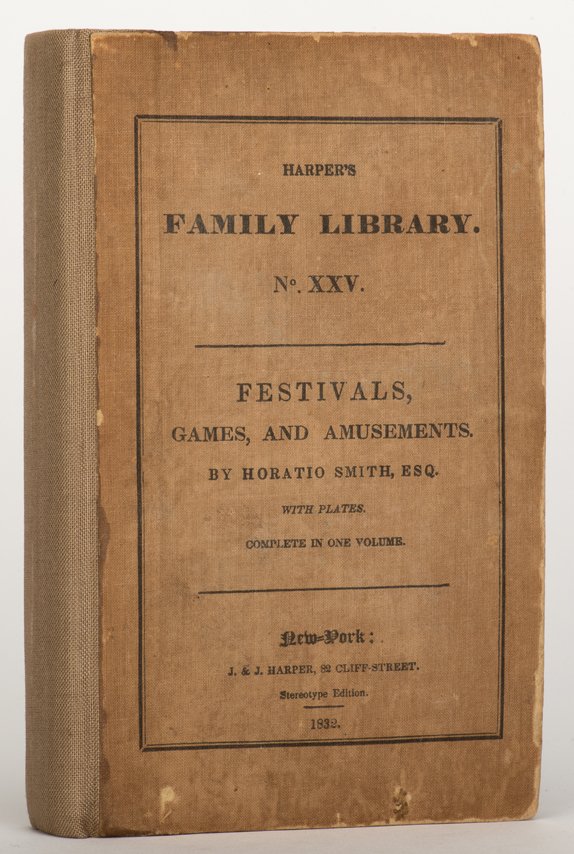 HARPER'S
FAMILY LIBRARY.
No. XXV.
FESTIVALS,
GAMES, AND AMUSEMENTS.
BY HORATIO SMITH, ESQ.
WITH PLATES.
COMPLETE IN ONE VOLUME.
New-York:
J. & J. HARPER, 82 CLIFF-STREET.
Stereotype Edition.
1832.